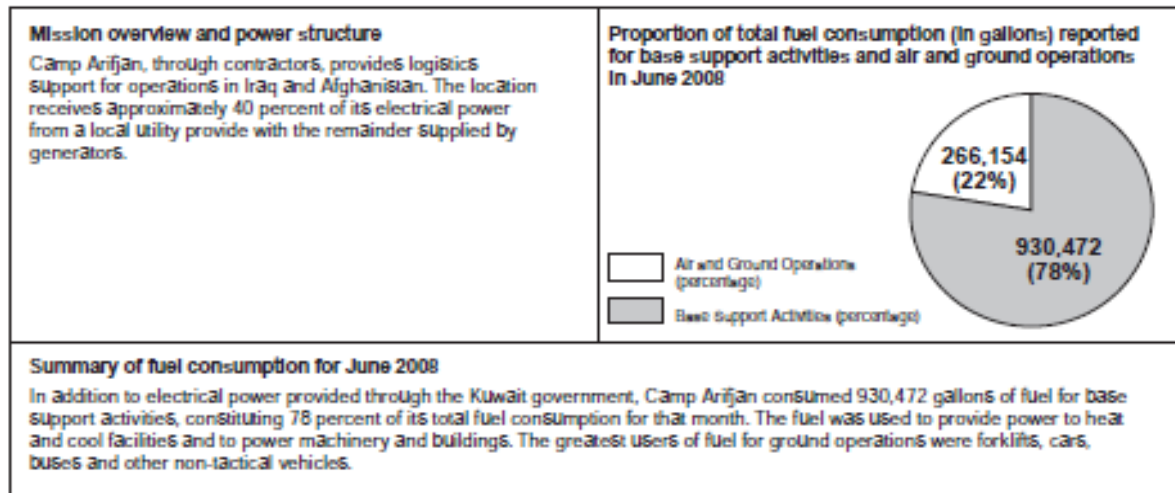 Mission overview and power structure
Camp Arifjan, through contractors, provides logistics
support for operations in Iraq and Afghanistan. The location
receives approximately 40 percent of its electrical power
from a local utility provide with the remainder supplied by
generators.
Proportion of total fuel consumption (in gallons) reported
for base support activities and air and ground operations
in June 2008
266,154
(22%)
930,472
(78%)
Air and Ground Operations
(percentage)
Base Support Activities (percentage)
Summary of fuel consumption for June 2008
In addition to electrical power provided through the Kuwait government, Camp Arifjan consumed 930,472 gallons of fuel for base
support activities, constituting 78 percent of its total fuel consumption for that month. The fuel was used to provide power to heat
and cool facilities and to power machinery and buildings. The greatest users of fuel for ground operations were forklifts, cars,
buses and other non-tactical vehicles.